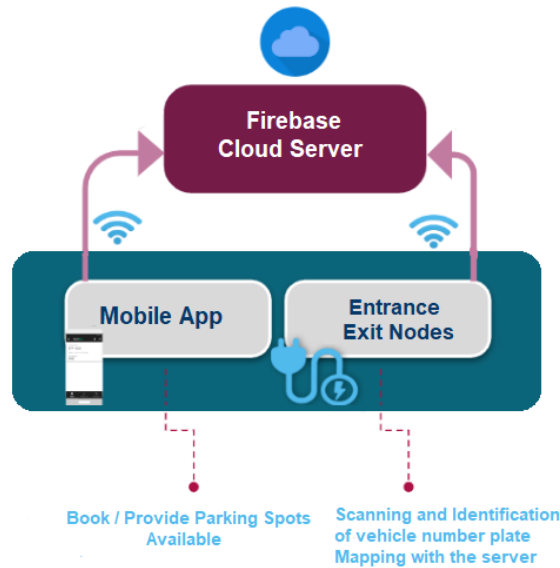 Firebase
Cloud Server
Mobile App
Entrance
Exit Nodes
Book / Provide Parking Spots
Available
Scanning and Identification
of vehicle number plate
Mapping with the server